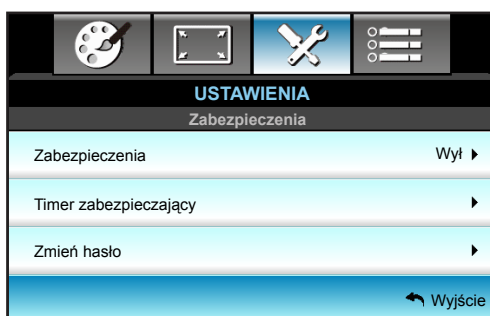 USTAWIENIA
Zabezpieczenia
Zabezpieczenia Wył
Timer zabezpieczający
Zmień hasło
Wyjście